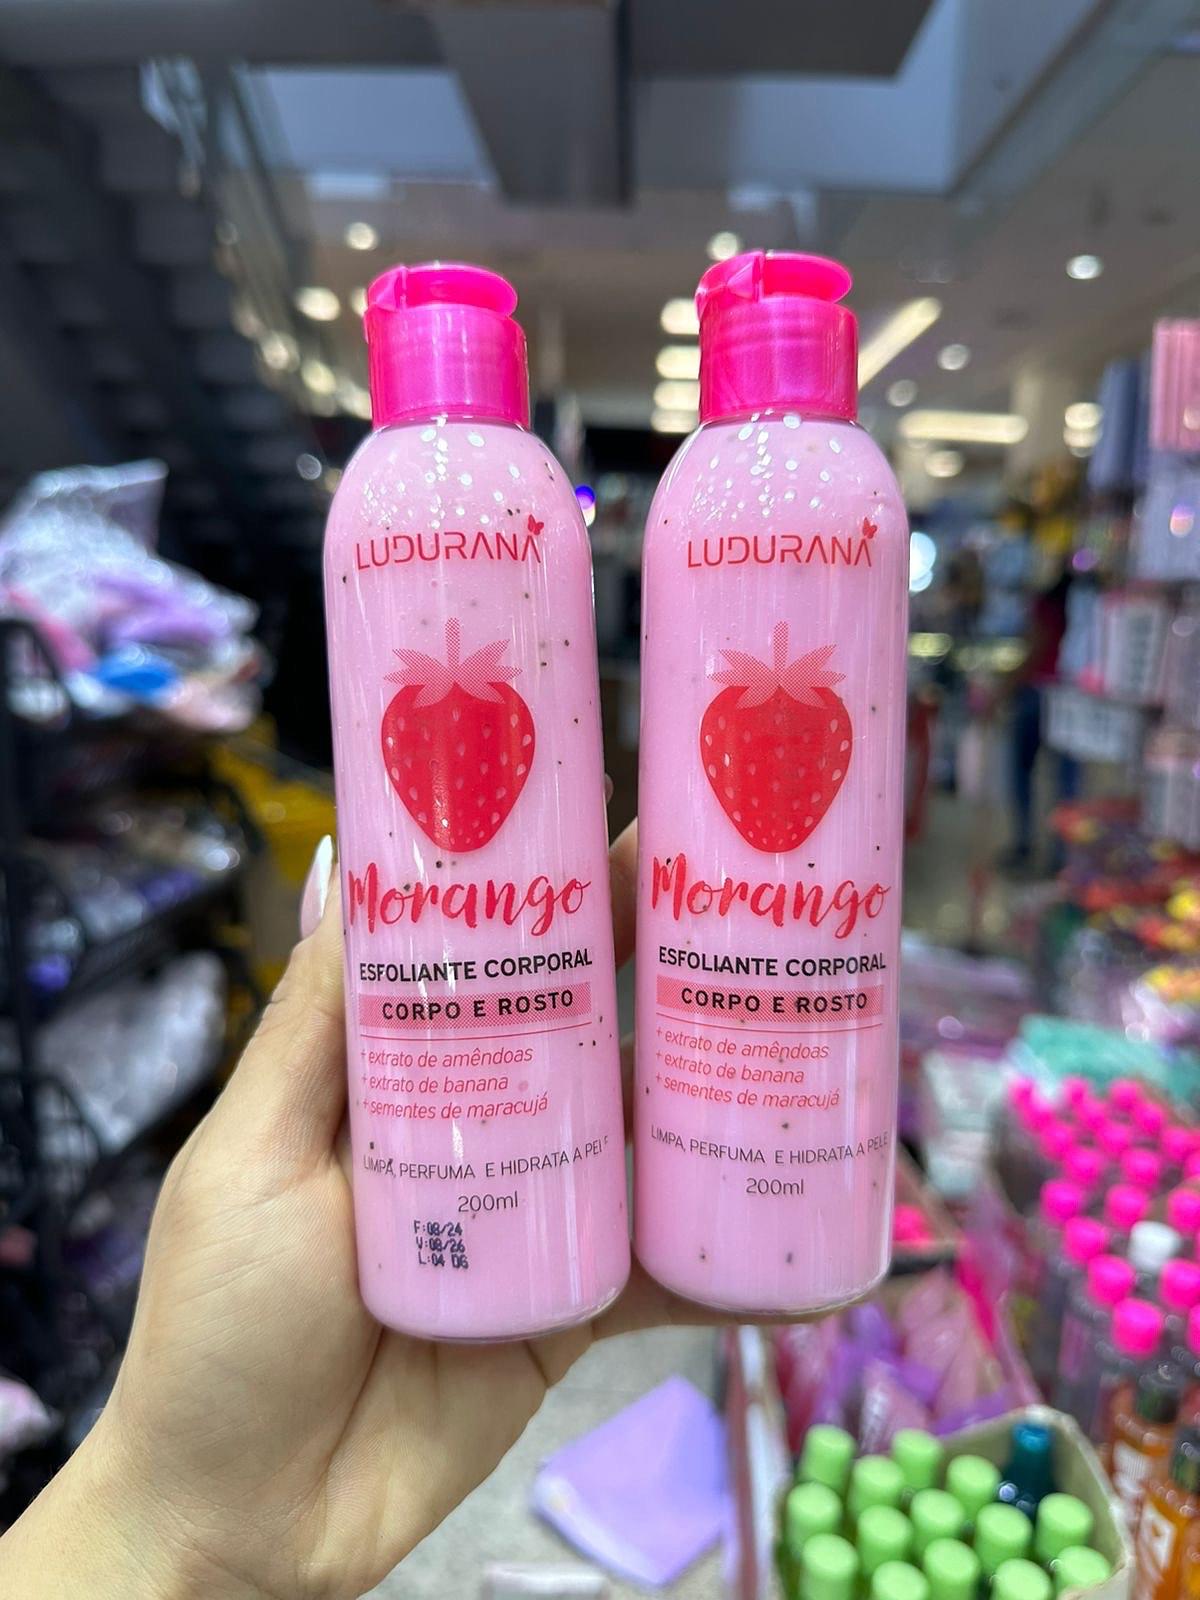 LUDURANA
Morango
ESFOLIANTE CORPORAL
CORPO E ROSTO
+ extrato de amêndoas
+ extrato de banana
+ sementes de maracujá
LIMPA, PERFUMA E HIDRATA A PELE
200ml
F:08/24
V:08/26
L:04 DG
LUDURANA
Morango
ESFOLIANTE CORPORAL
CORPO E ROSTO
+ extrato de amêndoas
+ extrato de banana
+ sementes de maracujá
LIMPA, PERFUMA E HIDRATA A PELE
200ml